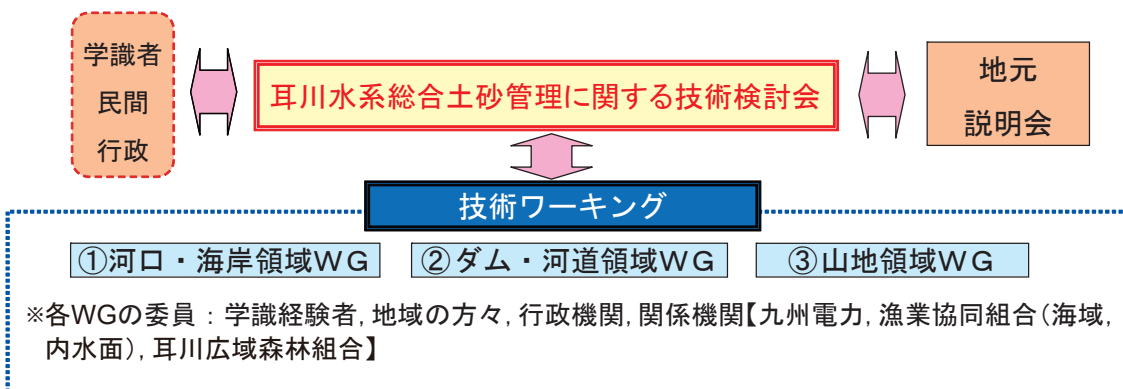 学識者
民間
行政
耳川水系総合土砂管理に関する技術検討会
地元
説明会
技術ワーキング
①河口・海岸領域WG
②ダム・河道領域WG
③山地領域WG
※各WGの委員：学識経験者,地域の方々,行政機関,関係機関【九州電力,漁業協同組合(海域,
内水面),耳川広域森林組合】